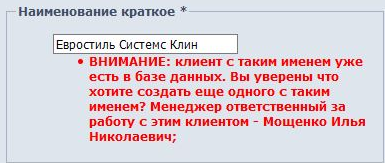 Наименование краткое *
Евростиль Системс Клин
• ВНИМАНИЕ: клиент с таким именем уже
есть в базе данных. Вы уверены что
хотите создать еще одного с таким
именем? Менеджер ответственный за
работу с этим клиентом - Мощенко Илья
Николаевич;